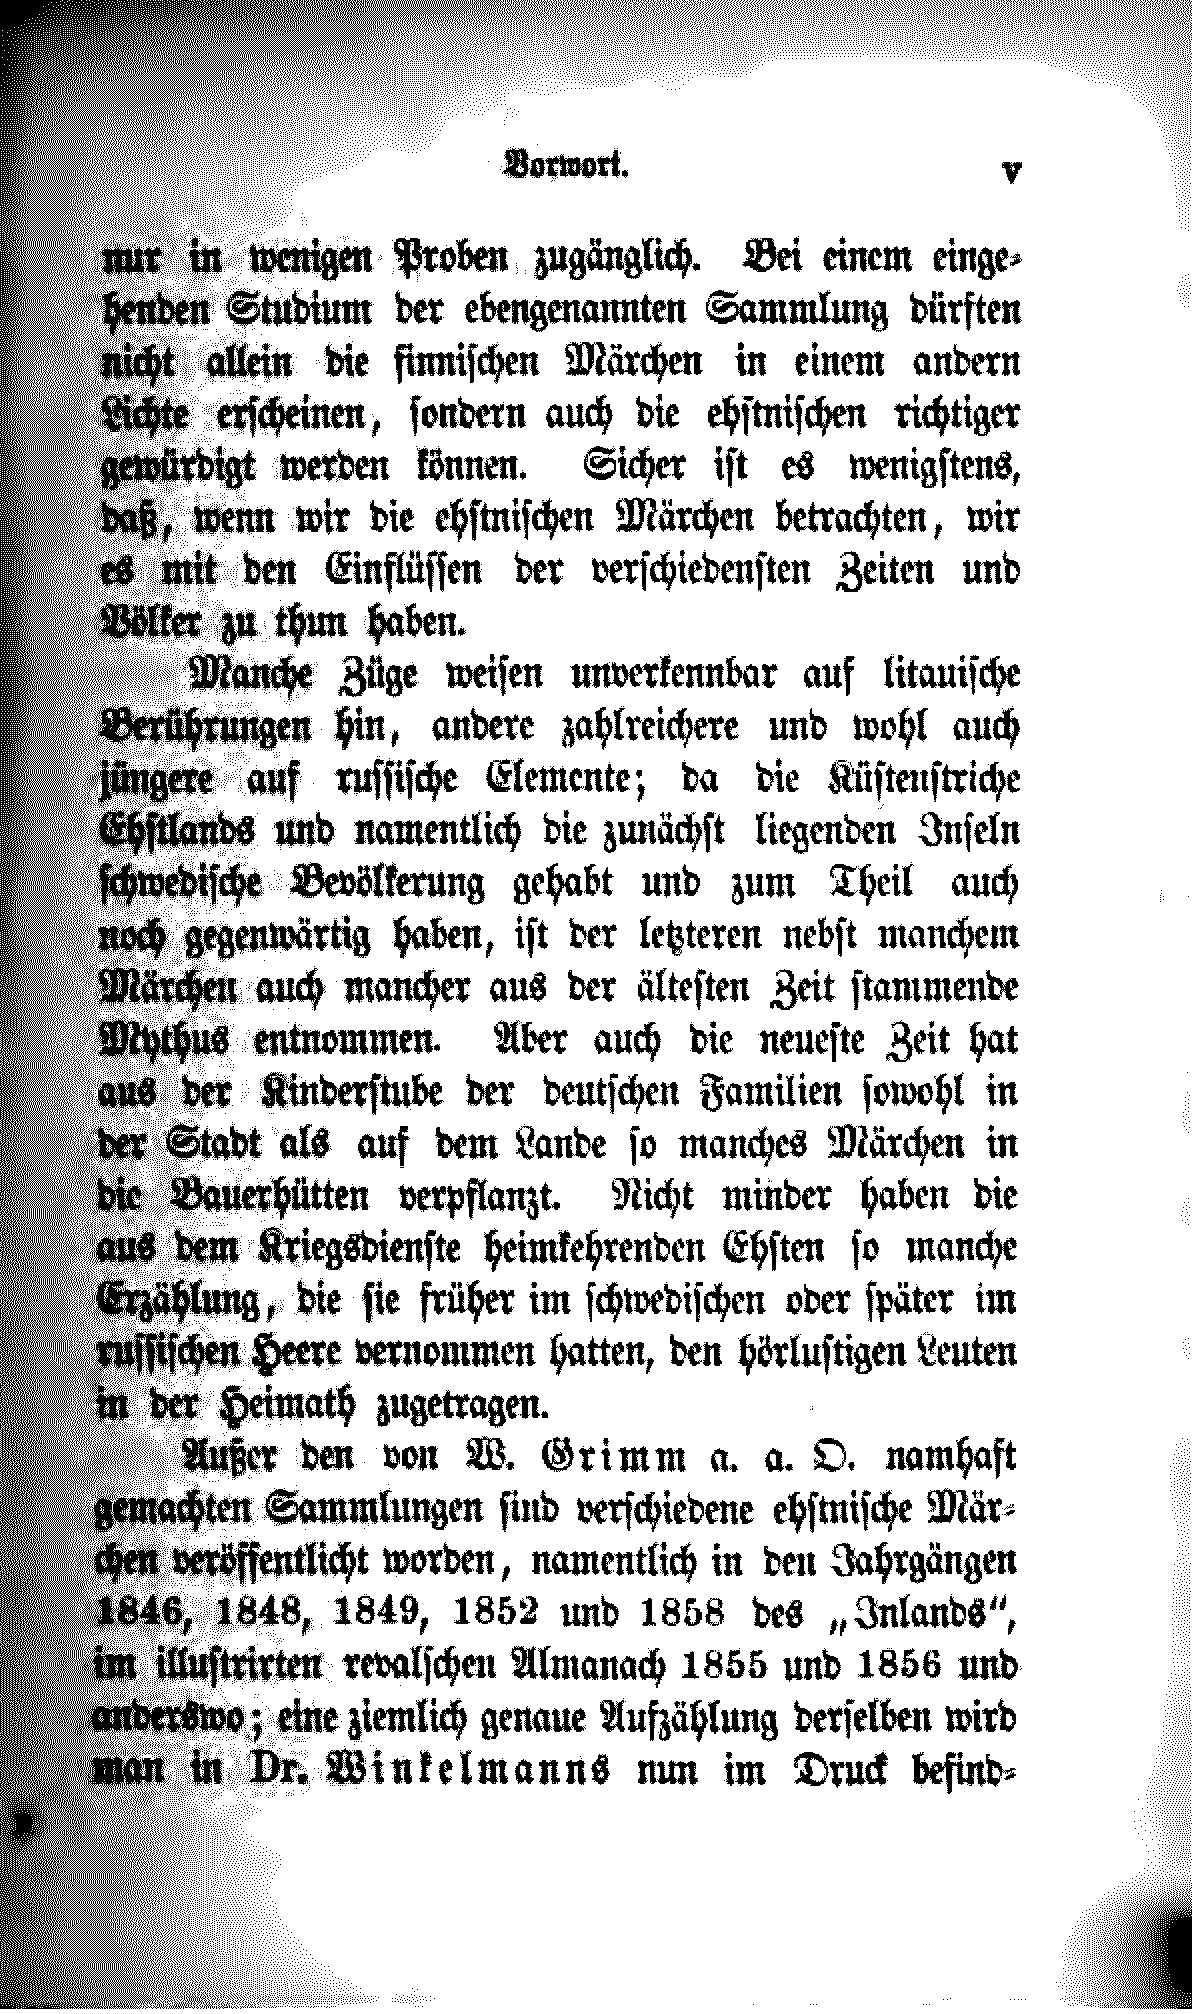 Vorwort. v
nur in wenigen Proben zugänglich. Bei einem einge-
henden Studium der ebengenannten Sammlung dürften
nicht allein die finnischen Märchen in einem andern
Lichte erscheinen, sondern auch die ehstnischen richtiger
gewürdigt werden können. Sicher ist es wenigstens,
daß, wenn wir die ehstnischen Märchen betrachten, wir
es mit den Einflüssen der verschiedensten Zeiten und
Völker zu thun haben.
Manche Züge weisen unverkennbar auf litauische
Berührungen hin, andere zahlreichere und wohl auch
jüngere auf russische Elemente; da die Küstenstriche
Ehstlands und namentlich die zunächst liegenden Inseln
schwedische Bevölkerung gehabt und zum Theil auch
noch gegenwärtig haben, ist der letzteren nebst manchem
Märchen auch mancher aus der ältesten Zeit stammende
Mythus entnommen. Aber auch die neueste Zeit hat
aus der Kinderstube der deutschen Familien sowohl in
der Stadt als auf dem Lande so manches Märchen in
die Bauerhütten verpflanzt. Nicht minder haben die
aus dem Kriegsdienste heimkehrenden Ehsten so manche
Erzählung, die sie früher im schwedischen oder später im
russischen Heere vernommen hatten, den hörlustigen Leuten
in der Heimath zugetragen.
Außer den von W. Grimm a. a. O. namhaft
gemachten Sammlungen sind verschiedene ehstnische Mär-
chen veröffentlicht worden, namentlich in den Jahrgängen
1846, 1848, 1849, 1852 und 1858 des „Inlands“,
im illustrirten revalschen Almanach 1855 und 1856 und
anderswo; eine ziemlich genaue Aufzählung derselben wird
man in Dr. Winkelmanns nun im Druck befind-